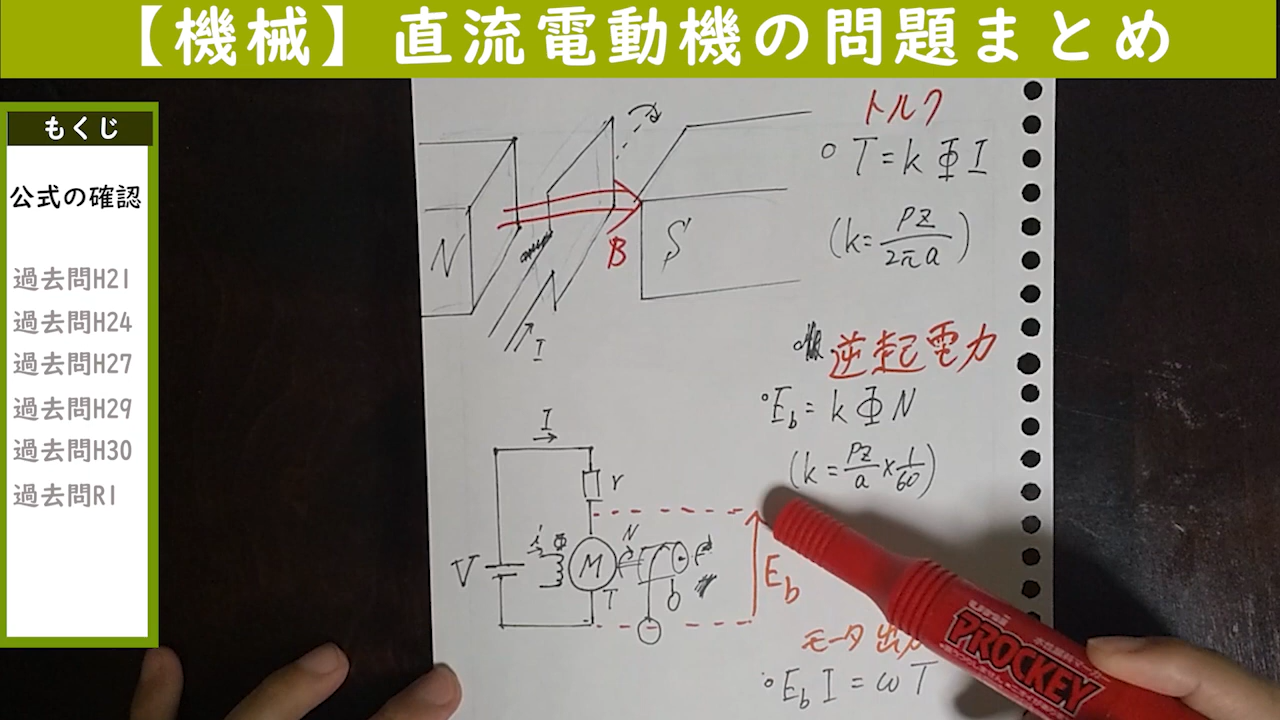 【機械】直流電動機の問題まとめ
もくじ
公式の確認
過去問H21
過去問H24
過去問H27
過去問H29
過去問H30
過去問R1
トルク
T=kΦI
(k=PZ/2πa)
N
B
S
I
逆起電力
Eb=kΦN
(k=PZ/a×1/60)
I
r
V
i
Φ
M
N
T
Eb
モータ出力
EbI=ωT
PROCKEY